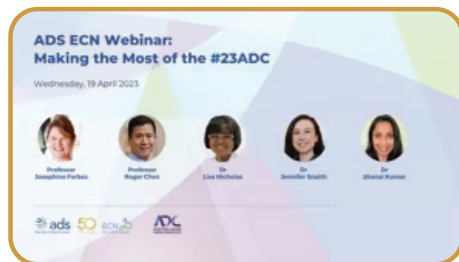 ADS ECN Webinar:
Making the Most of the #23ADC
Wednesday, 19 April 2023
Professor
Josephine Forbes
Professor
Roger Chen
Dr
Lisa Nicholas
Dr
Jennifer Snaith
Dr
Shanal Kumar
ads
50
ECN
ADC